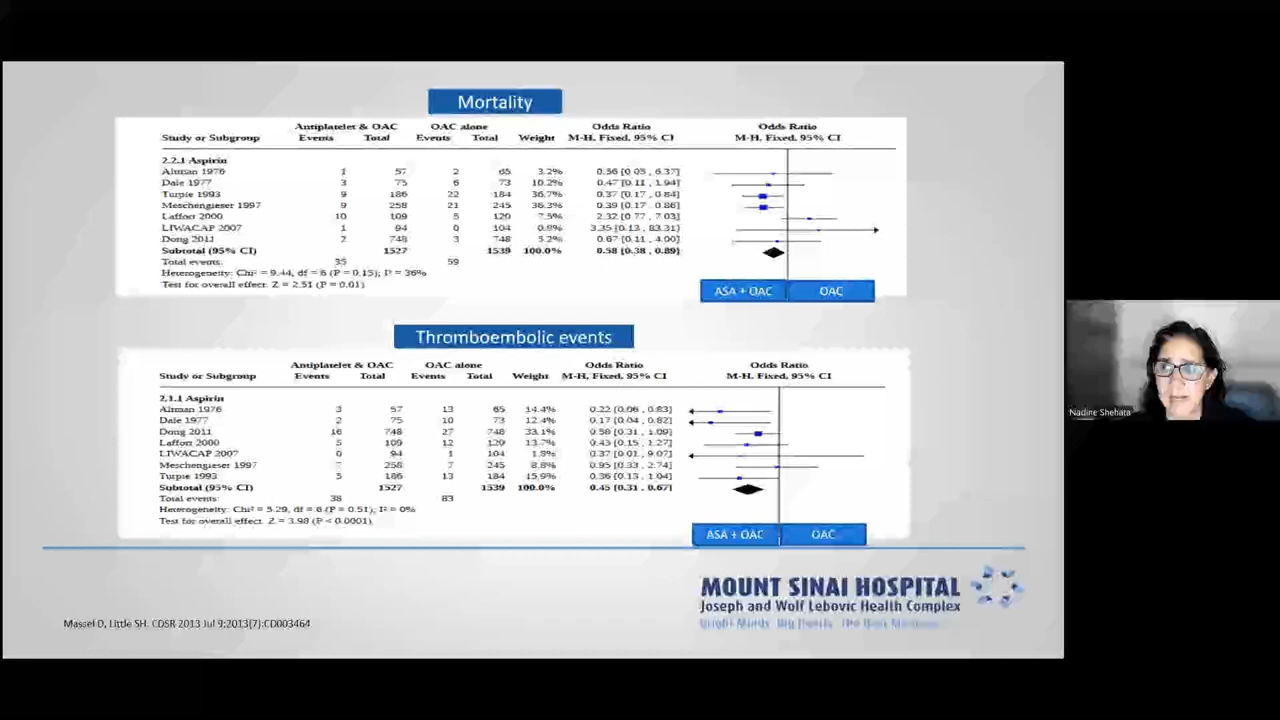 Mortality
Antiplatelet & OAC OAC alone Odds Ratio Odds Ratio
Study or Subgroup Events Total Events Total Weight M-H, Fixed, 95% CI M-H, Fixed, 95% CI
2.2.1 Aspirin
Altman 1976 1 57 2 65 3.2% 0.56 [0.05 , 6.37]
Dale 1977 3 75 6 73 10.2% 0.47 [0.11 , 1.94]
Turpie 1993 9 186 22 184 36.7% 0.37 [0.17 , 0.84]
Meschengieser 1997 9 258 21 245 36.3% 0.39 [0.17 , 0.86]
Laffort 2000 10 109 5 120 7.5% 2.32 [0.77 , 7.03]
LIWACAP 2007 1 94 0 104 0.8% 3.35 [0.13 , 83.31]
Dong 2011 2 748 3 748 5.2% 0.67 [0.11 , 4.00]
Subtotal (95% CI) 1527 1539 100.0% 0.58 [0.38 , 0.89]
Total events: 35 59
Heterogeneity: Chi² = 9.44, df = 6 (P = 0.15); I² = 36%
Test for overall effect: Z = 2.51 (P = 0.01)
ASA + OAC OAC
Thromboembolic events
Antiplatelet & OAC OAC alone Odds Ratio Odds Ratio
Study or Subgroup Events Total Events Total Weight M-H, Fixed, 95% CI M-H, Fixed, 95% CI
2.1.1 Aspirin
Altman 1976 3 57 13 65 14.4% 0.22 [0.06 , 0.83]
Dale 1977 2 75 10 73 12.4% 0.17 [0.04 , 0.82]
Dong 2011 16 748 27 748 33.1% 0.58 [0.31 , 1.09]
Laffort 2000 5 109 12 120 13.7% 0.43 [0.15 , 1.27]
LIWACAP 2007 0 94 1 104 1.8% 0.37 [0.01 , 9.07]
Meschengieser 1997 7 258 7 245 8.8% 0.95 [0.33 , 2.74]
Turpie 1993 5 186 13 184 15.9% 0.36 [0.13 , 1.04]
Subtotal (95% CI) 1527 1539 100.0% 0.45 [0.31 , 0.67]
Total events: 38 83
Heterogeneity: Chi² = 5.29, df = 6 (P = 0.51); I² = 0%
Test for overall effect: Z = 3.98 (P < 0.0001)
ASA + OAC OAC
MOUNT SINAI HOSPITAL
Joseph and Wolf Lebovic Health Complex
Bright Minds. Big Hearts. The Best Medicine.
Massel D, Little SH. CDSR 2013 Jul 9;2013(7):CD003464
Nadine Shehata